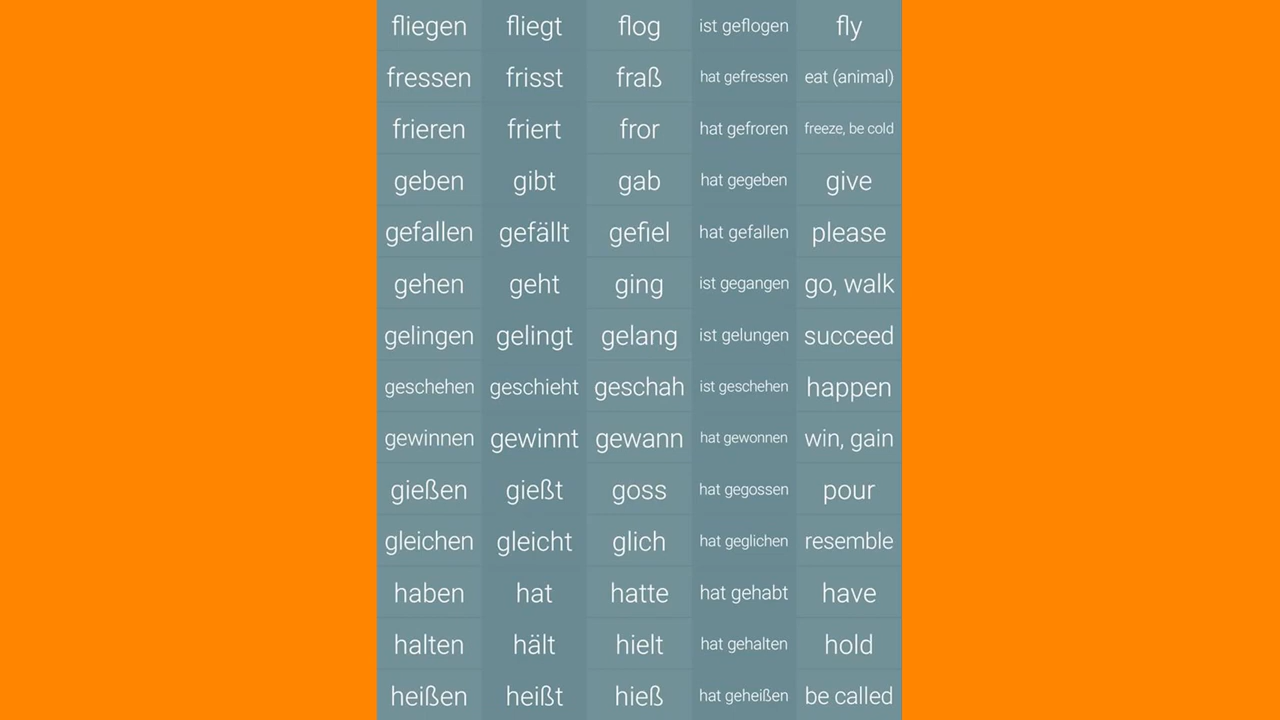 fliegen fliegt flog ist geflogen fly
fressen frisst fraß hat gefressen eat (animal)
frieren friert fror hat gefroren freeze, be cold
geben gibt gab hat gegeben give
gefallen gefällt gefiel hat gefallen please
gehen geht ging ist gegangen go, walk
gelingen gelingt gelang ist gelungen succeed
geschehen geschieht geschah ist geschehen happen
gewinnen gewinnt gewann hat gewonnen win, gain
gießen gießt goss hat gegossen pour
gleichen gleicht glich hat geglichen resemble
haben hat hatte hat gehabt have
halten hält hielt hat gehalten hold
heißen heißt hieß hat geheißen be called